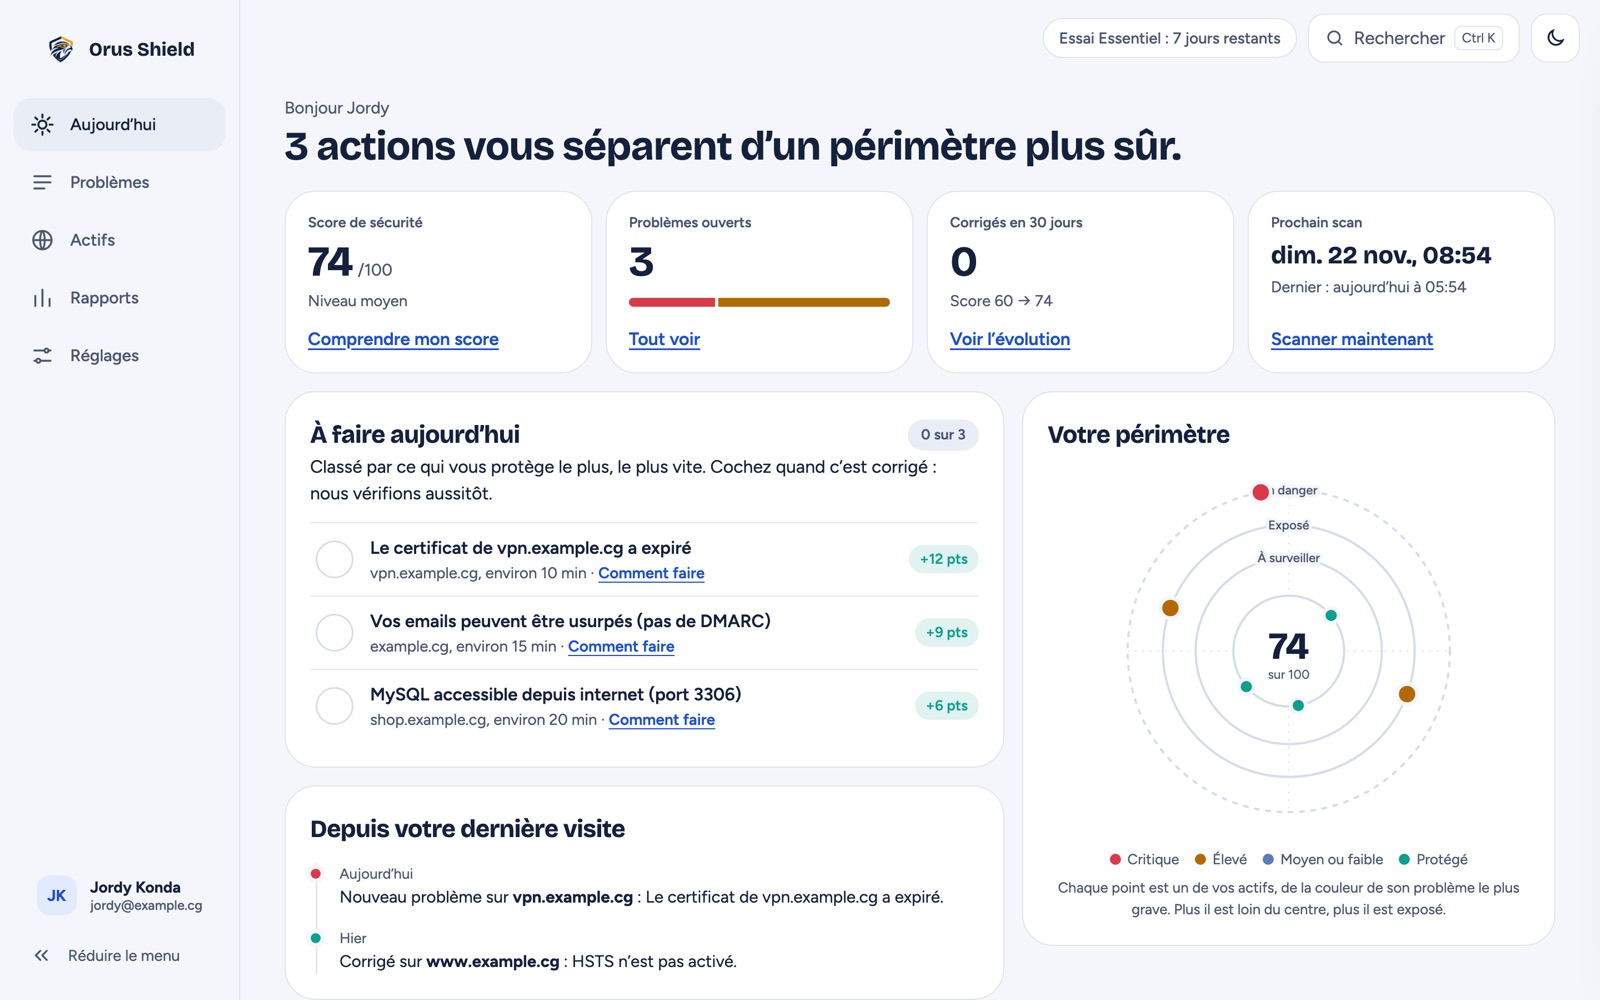 Orus Shield
Aujourd’hui
Problèmes
Actifs
Rapports
Réglages
Jordy Konda
JK
jordy@example.cg
Réduire le menu
Essai Essentiel : 7 jours restants
Rechercher
Ctrl K
Bonjour Jordy
3 actions vous séparent d’un périmètre plus sûr.
Score de sécurité
74 /100
Niveau moyen
Comprendre mon score
Problèmes ouverts
3
Tout voir
Corrigés en 30 jours
0
Score 60 → 74
Voir l’évolution
Prochain scan
dim. 22 nov., 08:54
Dernier : aujourd’hui à 05:54
Scanner maintenant
À faire aujourd’hui
0 sur 3
Classé par ce qui vous protège le plus, le plus vite. Cochez quand c’est corrigé :
nous vérifions aussitôt.
Le certificat de vpn.example.cg a expiré
vpn.example.cg, environ 10 min · Comment faire
+12 pts
Vos emails peuvent être usurpés (pas de DMARC)
example.cg, environ 15 min · Comment faire
+9 pts
MySQL accessible depuis internet (port 3306)
shop.example.cg, environ 20 min · Comment faire
+6 pts
Depuis votre dernière visite
Aujourd’hui
Nouveau problème sur vpn.example.cg : Le certificat de vpn.example.cg a expiré.
Hier
Corrigé sur www.example.cg : HSTS n’est pas activé.
Votre périmètre
danger
Exposé
À surveiller
74
sur 100
Critique
Élevé
Moyen ou faible
Protégé
Chaque point est un de vos actifs, de la couleur de son problème le plus
grave. Plus il est loin du centre, plus il est exposé.